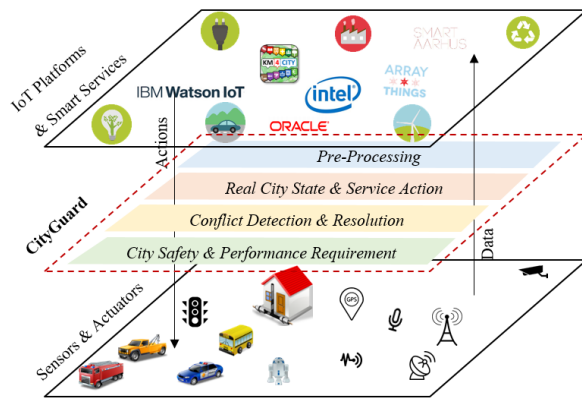 IoT Platforms
& Smart Services
SMART
AARHUS
KM4CITY
IBM Watson IoT
intel
ARRAY
THINGS
ORACLE
Actions
CityGuard
Pre-Processing
Real City State & Service Action
Conflict Detection & Resolution
City Safety & Performance Requirement
Data
Sensors & Actuators
GPS